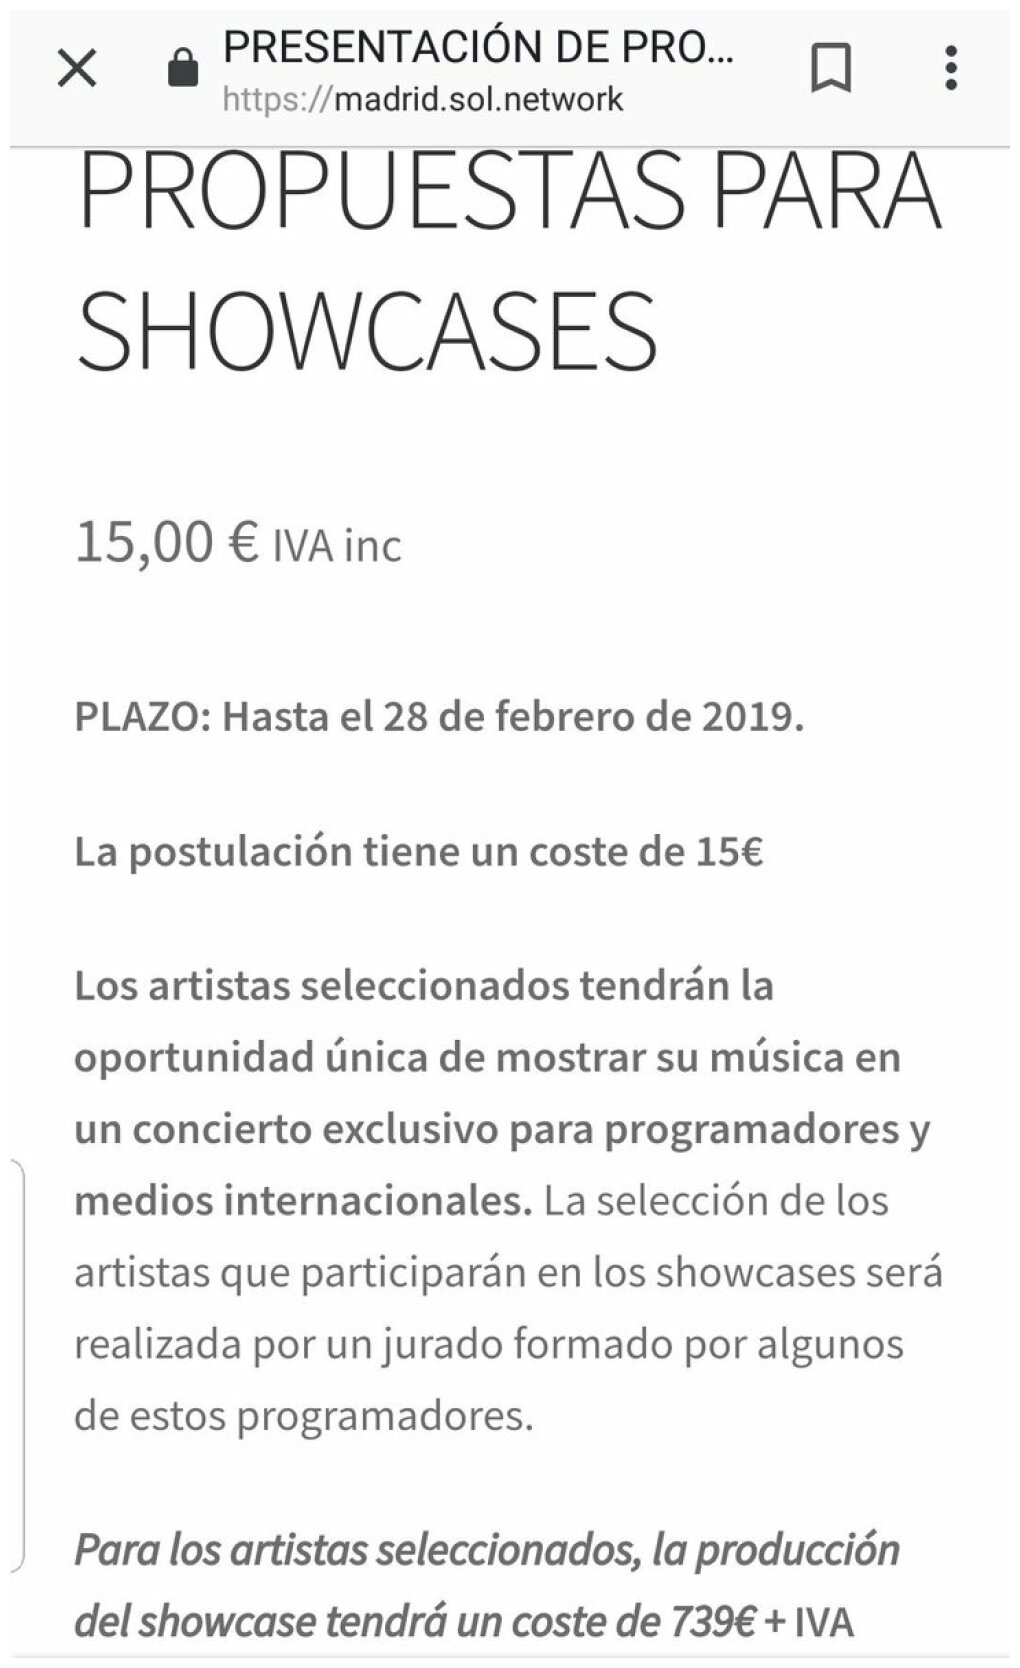 PRESENTACIÓN DE PRO...
https://madrid.sol.network
PROPUESTAS PARA
SHOWCASES
15,00 € IVA inc
PLAZO: Hasta el 28 de febrero de 2019.
La postulación tiene un coste de 15€
Los artistas seleccionados tendrán la
oportunidad única de mostrar su música en
un concierto exclusivo para programadores y
medios internacionales. La selección de los
artistas que participarán en los showcases será
realizada por un jurado formado por algunos
de estos programadores.
Para los artistas seleccionados, la producción
del showcase tendrá un coste de 739€ + IVA